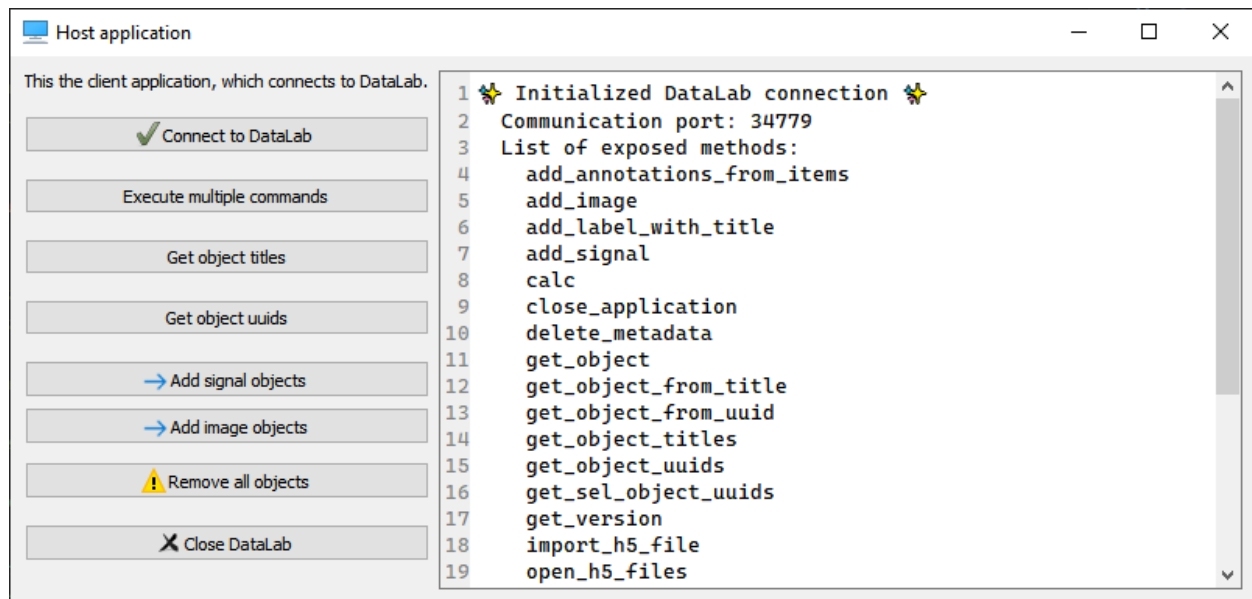 Host application
This the client application, which connects to DataLab.
Connect to DataLab
Execute multiple commands
Get object titles
Get object uuids
Add signal objects
Add image objects
Remove all objects
Close DataLab
1 ✨ Initialized DataLab connection ✨
2 Communication port: 34779
3 List of exposed methods:
4 add_annotations_from_items
5 add_image
6 add_label_with_title
7 add_signal
8 calc
9 close_application
10 delete_metadata
11 get_object
12 get_object_from_title
13 get_object_from_uuid
14 get_object_titles
15 get_object_uuids
16 get_sel_object_uuids
17 get_version
18 import_h5_file
19 open_h5_files